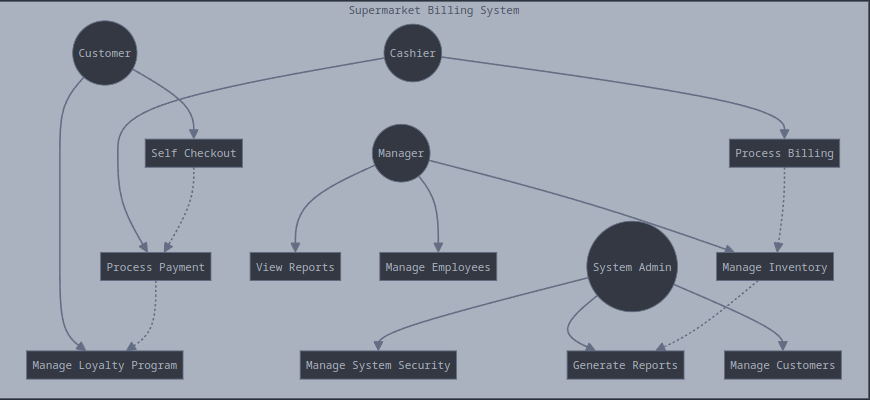 Supermarket Billing System
Customer
Cashier
Self Checkout
Manager
Process Billing
Process Payment
View Reports
Manage Employees
System Admin
Manage Inventory
Manage Loyalty Program
Manage System Security
Generate Reports
Manage Customers